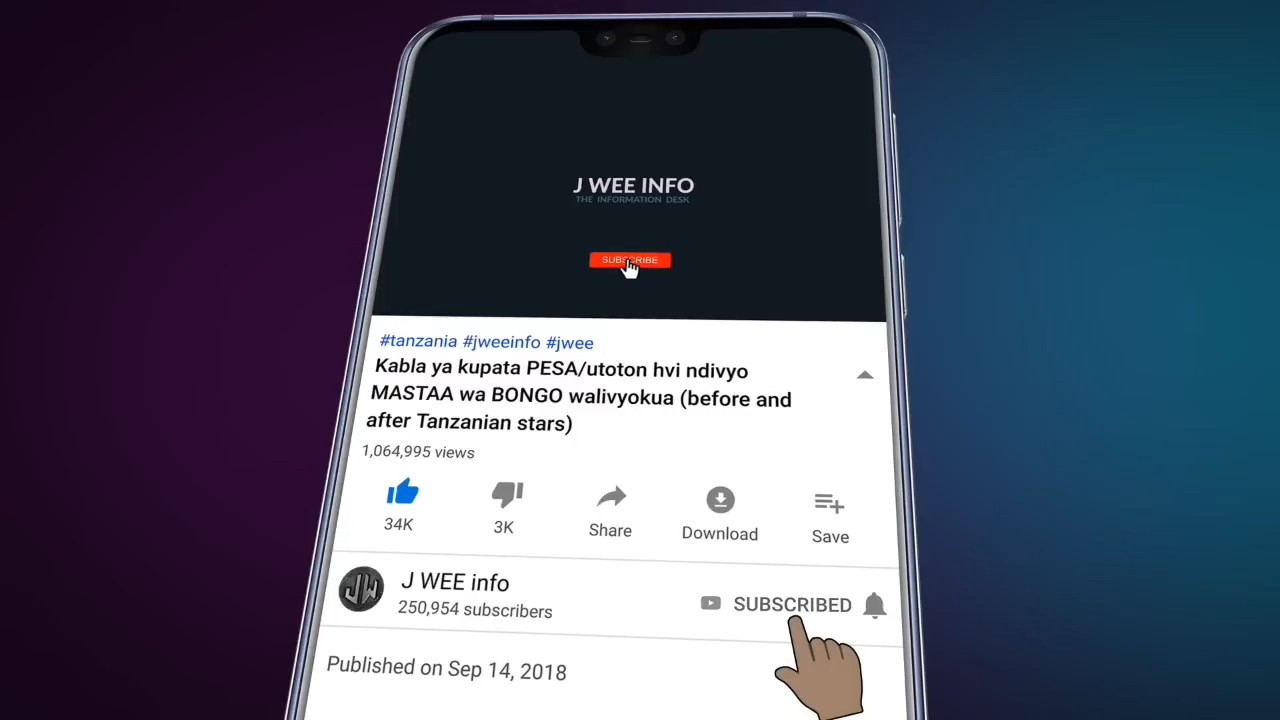 J WEE INFO
THE INFORMATION DESK
SUBSCRIBE
#tanzania #jweeinfo #jwee
Kabla ya kupata PESA/utoton hvi ndivyo
MASTAA wa BONGO walivyokua (before and
after Tanzanian stars)
1,064,995 views
34K
3K
Share
Download
Save
JW
J WEE info
250,954 subscribers
SUBSCRIBED
Published on Sep 14, 2018